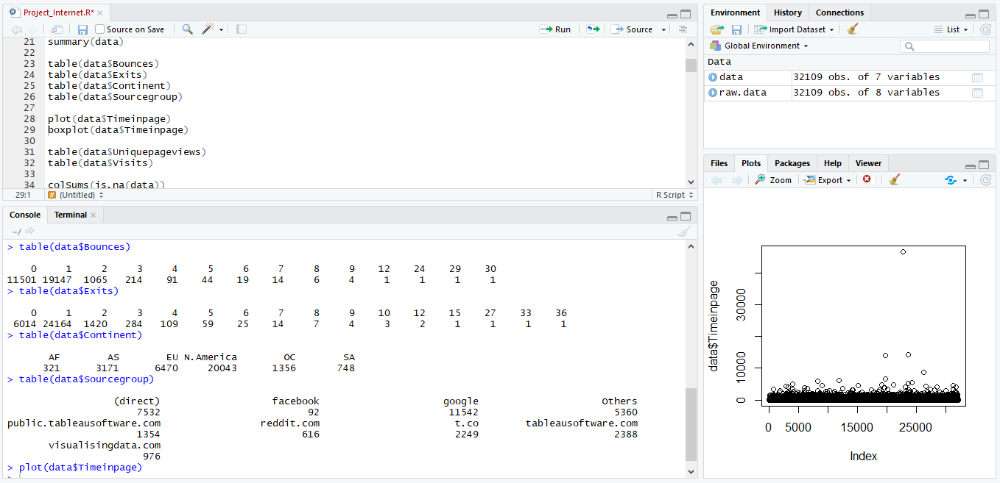 Project_Internet.R*
Source on Save Run Source
21 summary(data)
22
23 table(data$Bounces)
24 table(data$Exits)
25 table(data$Continent)
26 table(data$Sourcegroup)
27
28 plot(data$Timeinpage)
29 boxplot(data$Timeinpage)
30
31 table(data$Uniquepageviews)
32 table(data$Visits)
33
34 colSums(is.na(data))
29:1 (Untitled) R Script
Console Terminal
~/
> table(data$Bounces)
0 1 2 3 4 5 6 7 8 9 12 24 29 30
11501 19147 1065 214 91 44 19 14 6 4 1 1 1 1
> table(data$Exits)
0 1 2 3 4 5 6 7 8 9 10 12 15 27 33 36
6014 24164 1420 284 109 59 25 14 7 4 3 2 1 1 1 1
> table(data$Continent)
AF AS EU N.America OC SA
321 3171 6470 20043 1356 748
> table(data$Sourcegroup)
(direct) facebook google Others
7532 92 11542 5360
public.tableausoftware.com reddit.com t.co tableausoftware.com
1354 616 2249 2388
visualisingdata.com
976
> plot(data$Timeinpage)
>
Environment History Connections
Import Dataset List
Global Environment
Data
data 32109 obs. of 7 variables
raw.data 32109 obs. of 8 variables
Files Plots Packages Help Viewer
Zoom Export
data$Timeinpage
30000
10000
0
0 5000 15000 25000
Index